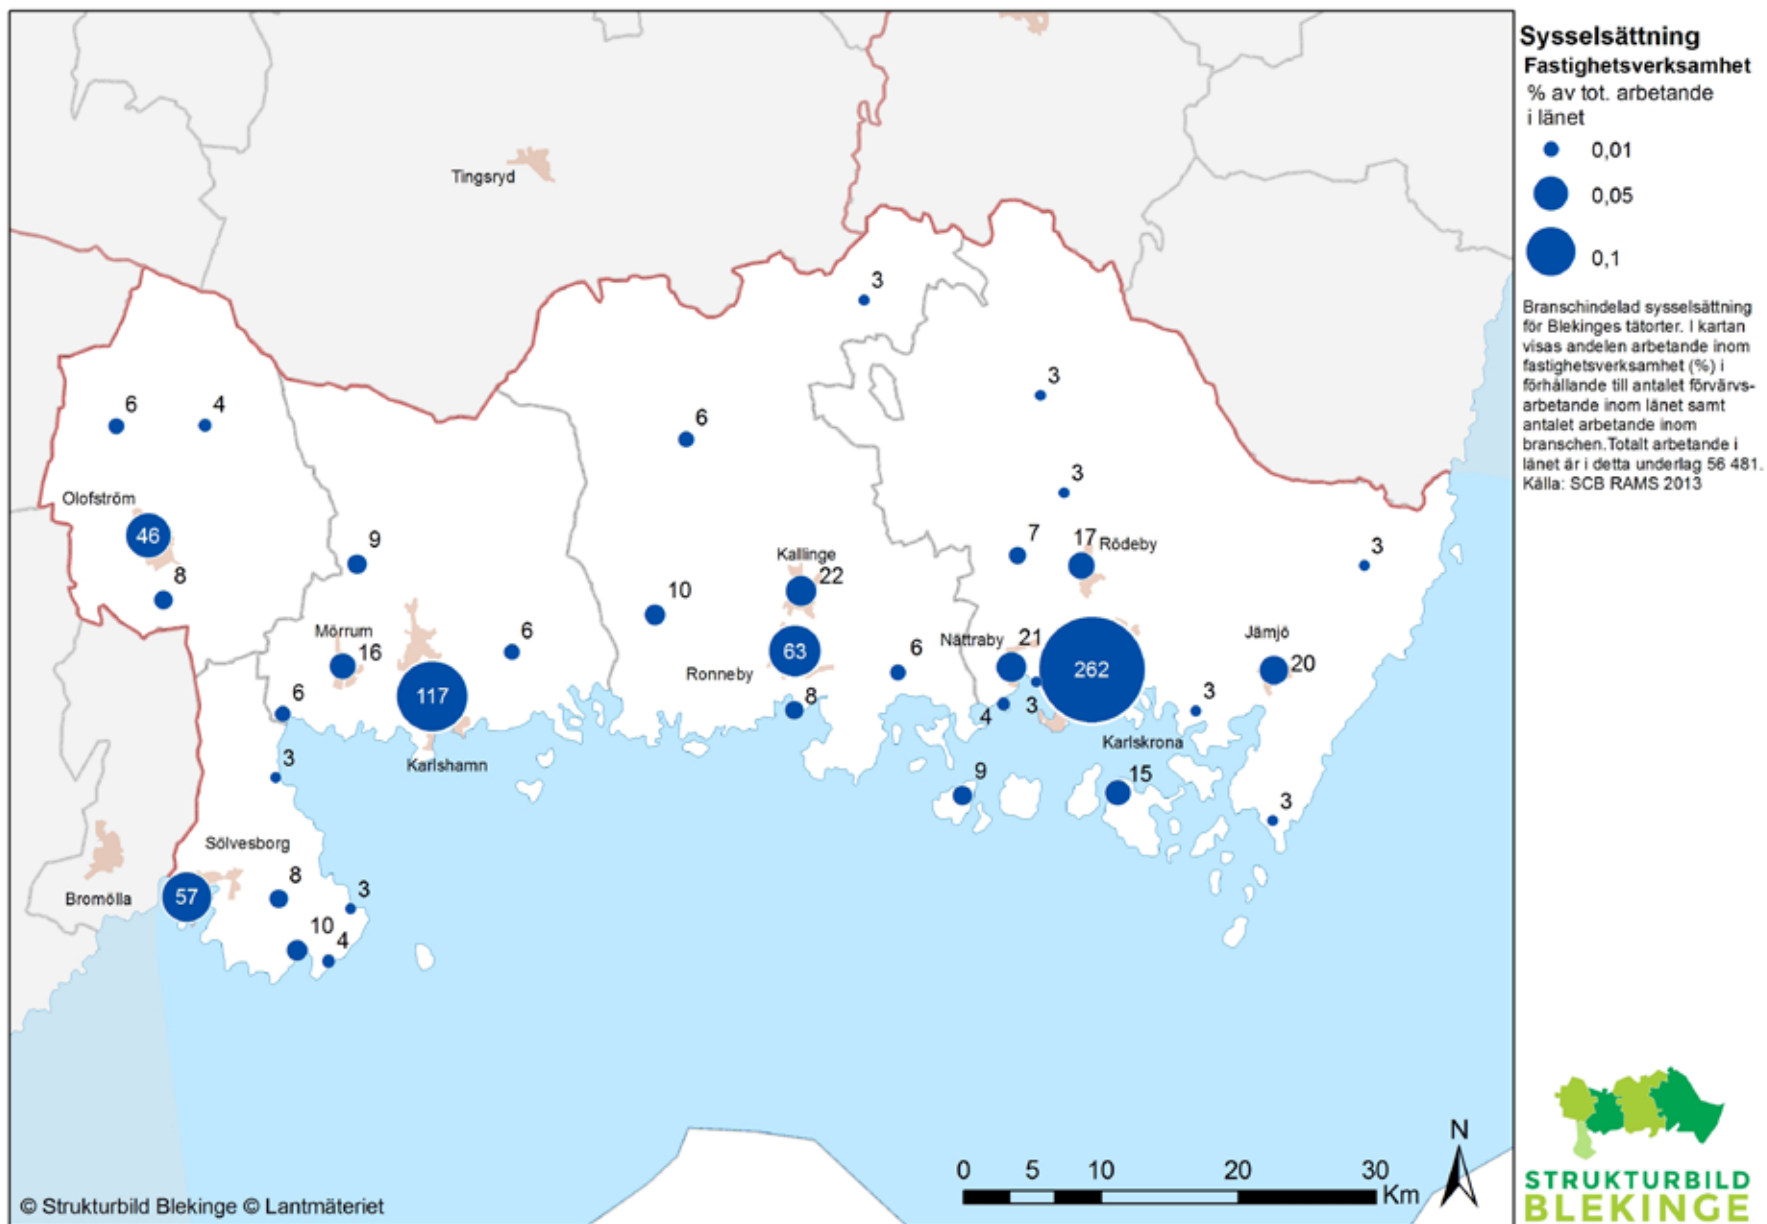 Sysselsättning
Fastighetsverksamhet
% av tot. arbetande
i länet
0,01
0,05
0,1
Branschindelad sysselsättning
för Blekinges tätorter. I kartan
visas andelen arbetande inom
fastighetsverksamhet (%) i
förhållande till antalet förvärvs-
arbetande inom länet samt
antalet arbetande inom
branschen.Totalt arbetande i
länet är i detta underlag 56 481.
Källa: SCB RAMS 2013
Tingsryd
3
3
6
4
6
3
Olofström
46
9
8
7
17
Rödeby
3
Kallinge
22
10
Mörrum
16
6
63
Ronneby
6
Nättraby
21
262
Jämjö
20
117
6
8
4
3
3
Karlskrona
Karlshamn
3
9
15
3
Sölvesborg
57
8
3
Bromölla
10
4
N
0 5 10 20 30
Km
© Strukturbild Blekinge © Lantmäteriet
STRUKTURBILD
BLEKINGE